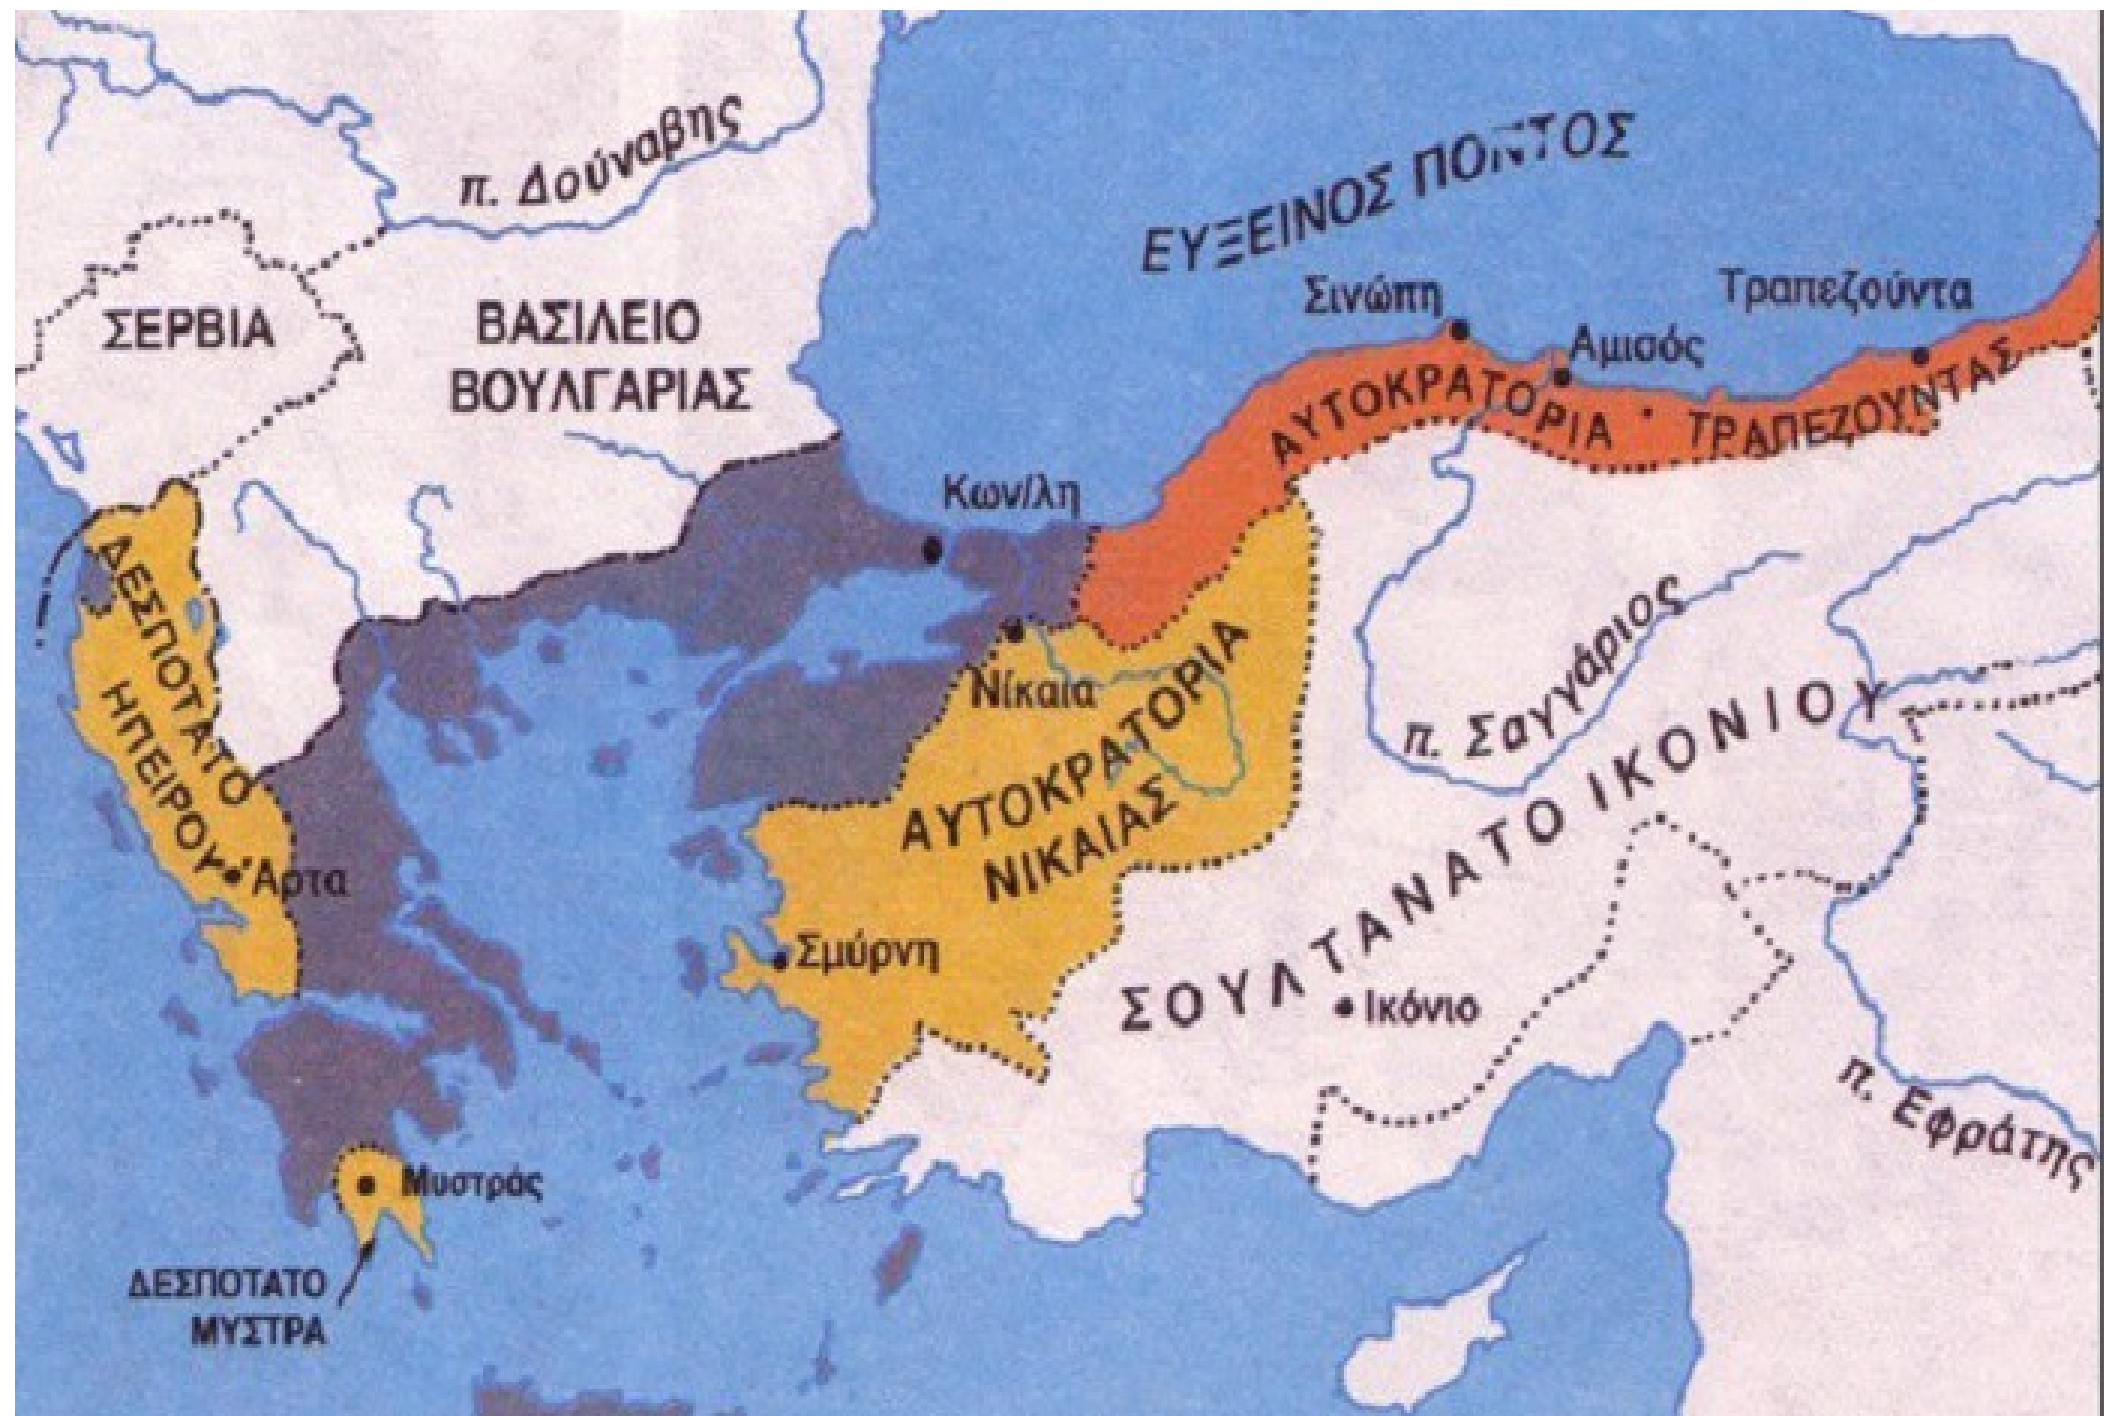 π. Δούναβης
ΕΥΞΕΙΝΟΣ ΠΟΝΤΟΣ
ΣΕΡΒΙΑ
ΒΑΣΙΛΕΙΟ
ΒΟΥΛΓΑΡΙΑΣ
Σινώπη
Αμισός
Τραπεζούντα
ΑΥΤΟΚΡΑΤΟΡΙΑ ΤΡΑΠΕΖΟΥΝΤΑΣ
Κων/λη
ΔΕΣΠΟΤΑΤΟ
ΗΠΕΙΡΟΥ
Νίκαια
ΑΥΤΟΚΡΑΤΟΡΙΑ
ΝΙΚΑΙΑΣ
π. Σαγγάριος
ΣΟΥΛΤΑΝΑΤΟ ΙΚΟΝΙΟΥ
Άρτα
Σμύρνη
Ικόνιο
π. Εφράτης
Μυστράς
ΔΕΣΠΟΤΑΤΟ
ΜΥΣΤΡΑ